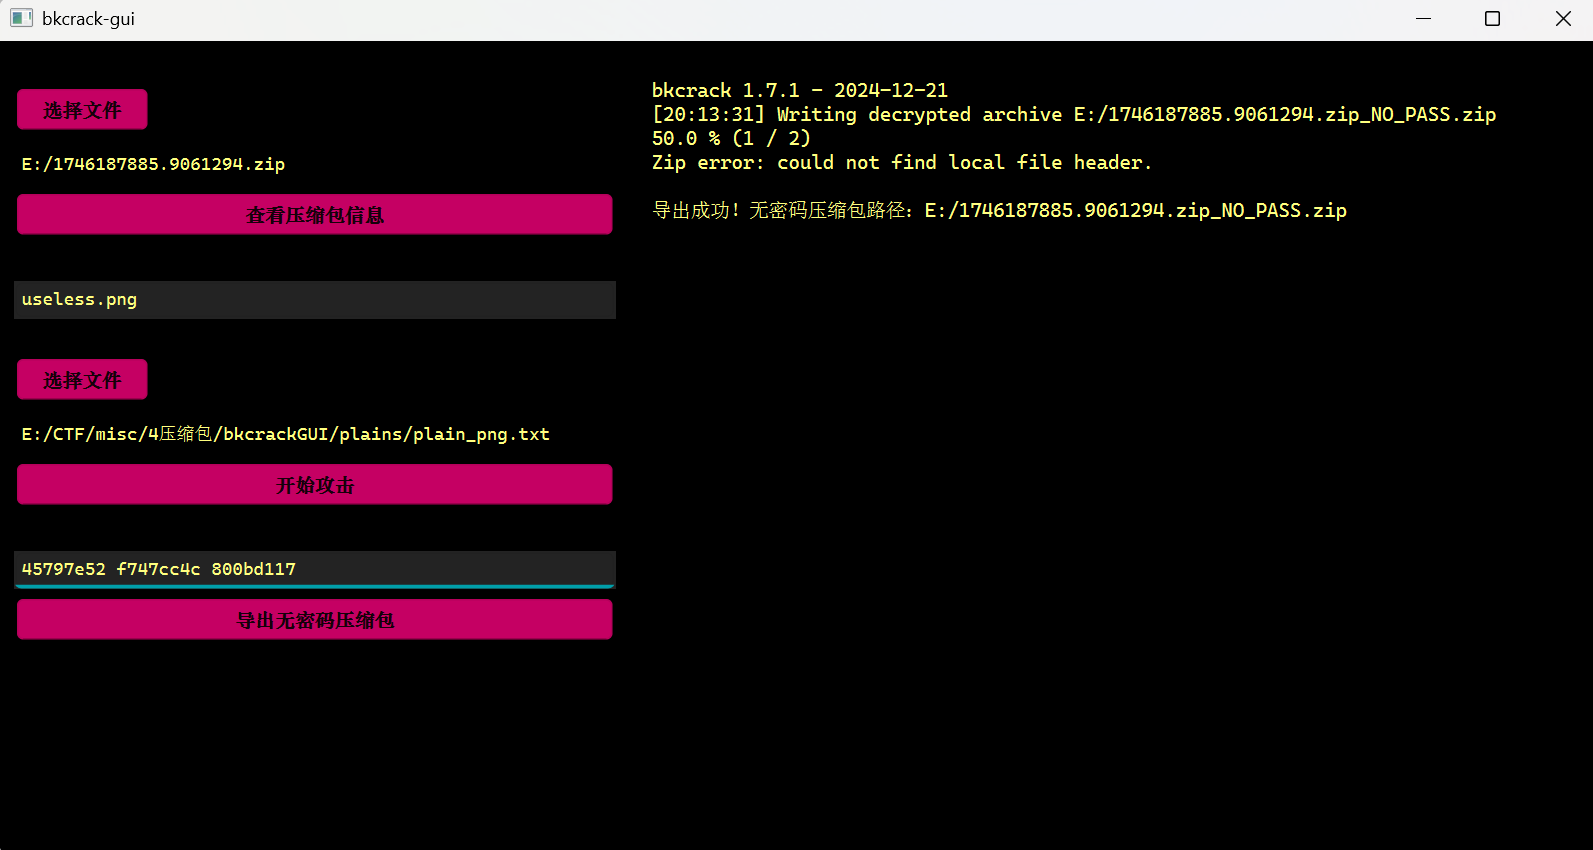 bkcrack-gui
选择文件
E:/1746187885.9061294.zip
查看压缩包信息
useless.png
选择文件
E:/CTF/misc/4压缩包/bkcrackGUI/plains/plain_png.txt
开始攻击
45797e52 f747cc4c 800bd117
导出无密码压缩包
bkcrack 1.7.1 - 2024-12-21
[20:13:31] Writing decrypted archive E:/1746187885.9061294.zip_NO_PASS.zip
50.0 % (1 / 2)
Zip error: could not find local file header.
导出成功！无密码压缩包路径：E:/1746187885.9061294.zip_NO_PASS.zip